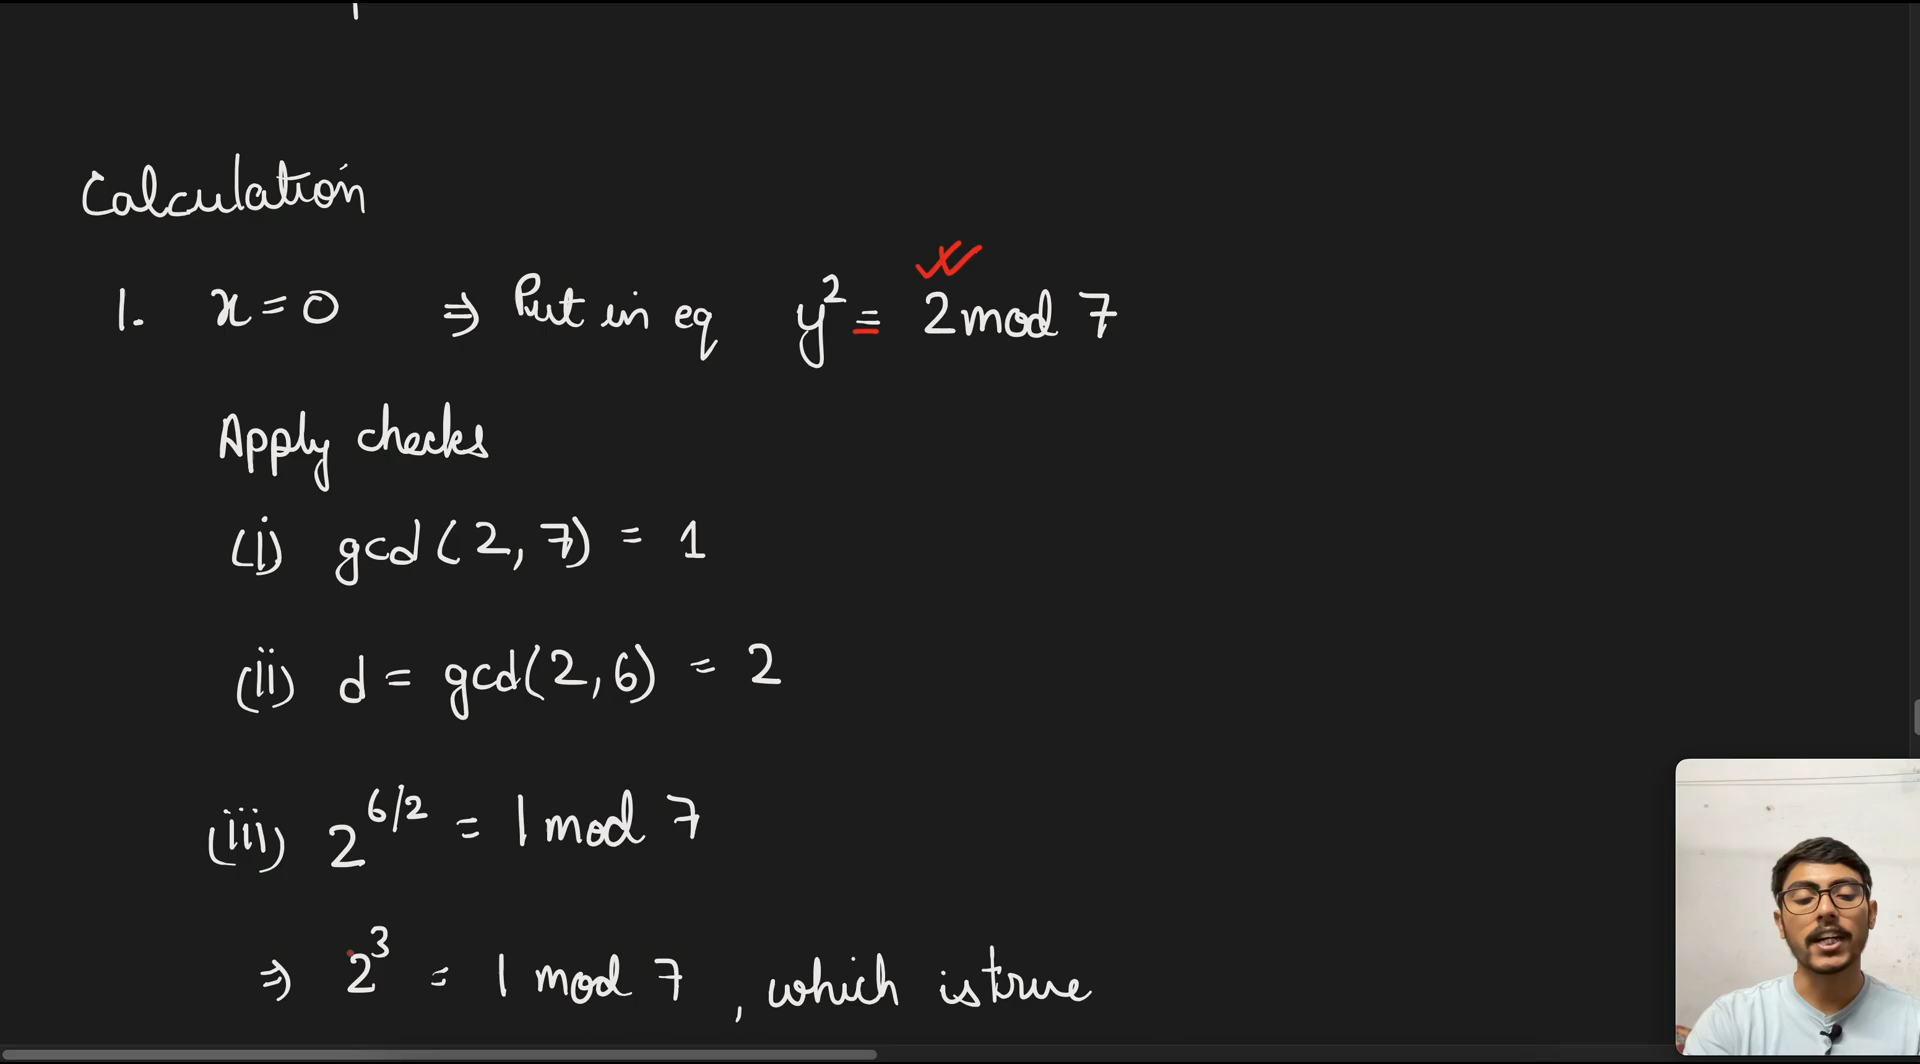 Calculation
1. x = 0 ⇒ Put in eq y² = 2 mod 7
Apply checks
(i) gcd(2, 7) = 1
(ii) d = gcd(2, 6) = 2
(iii) 2^6/2 = 1 mod 7
⇒ 2³ = 1 mod 7, which is true